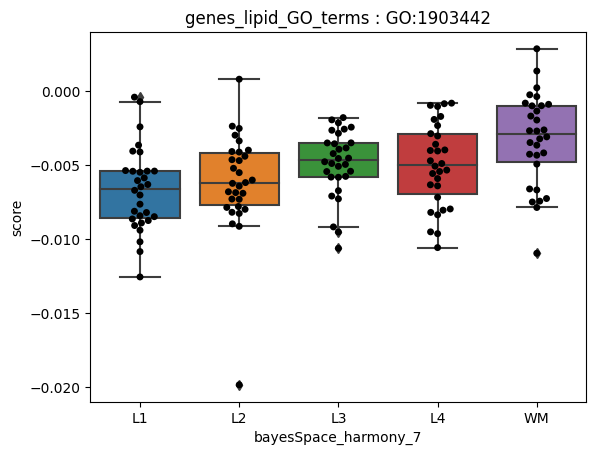 genes_lipid_GO_terms : GO:1903442
score
0.000
−0.005
−0.010
−0.015
−0.020
L1 L2 L3 L4 WM
bayesSpace_harmony_7